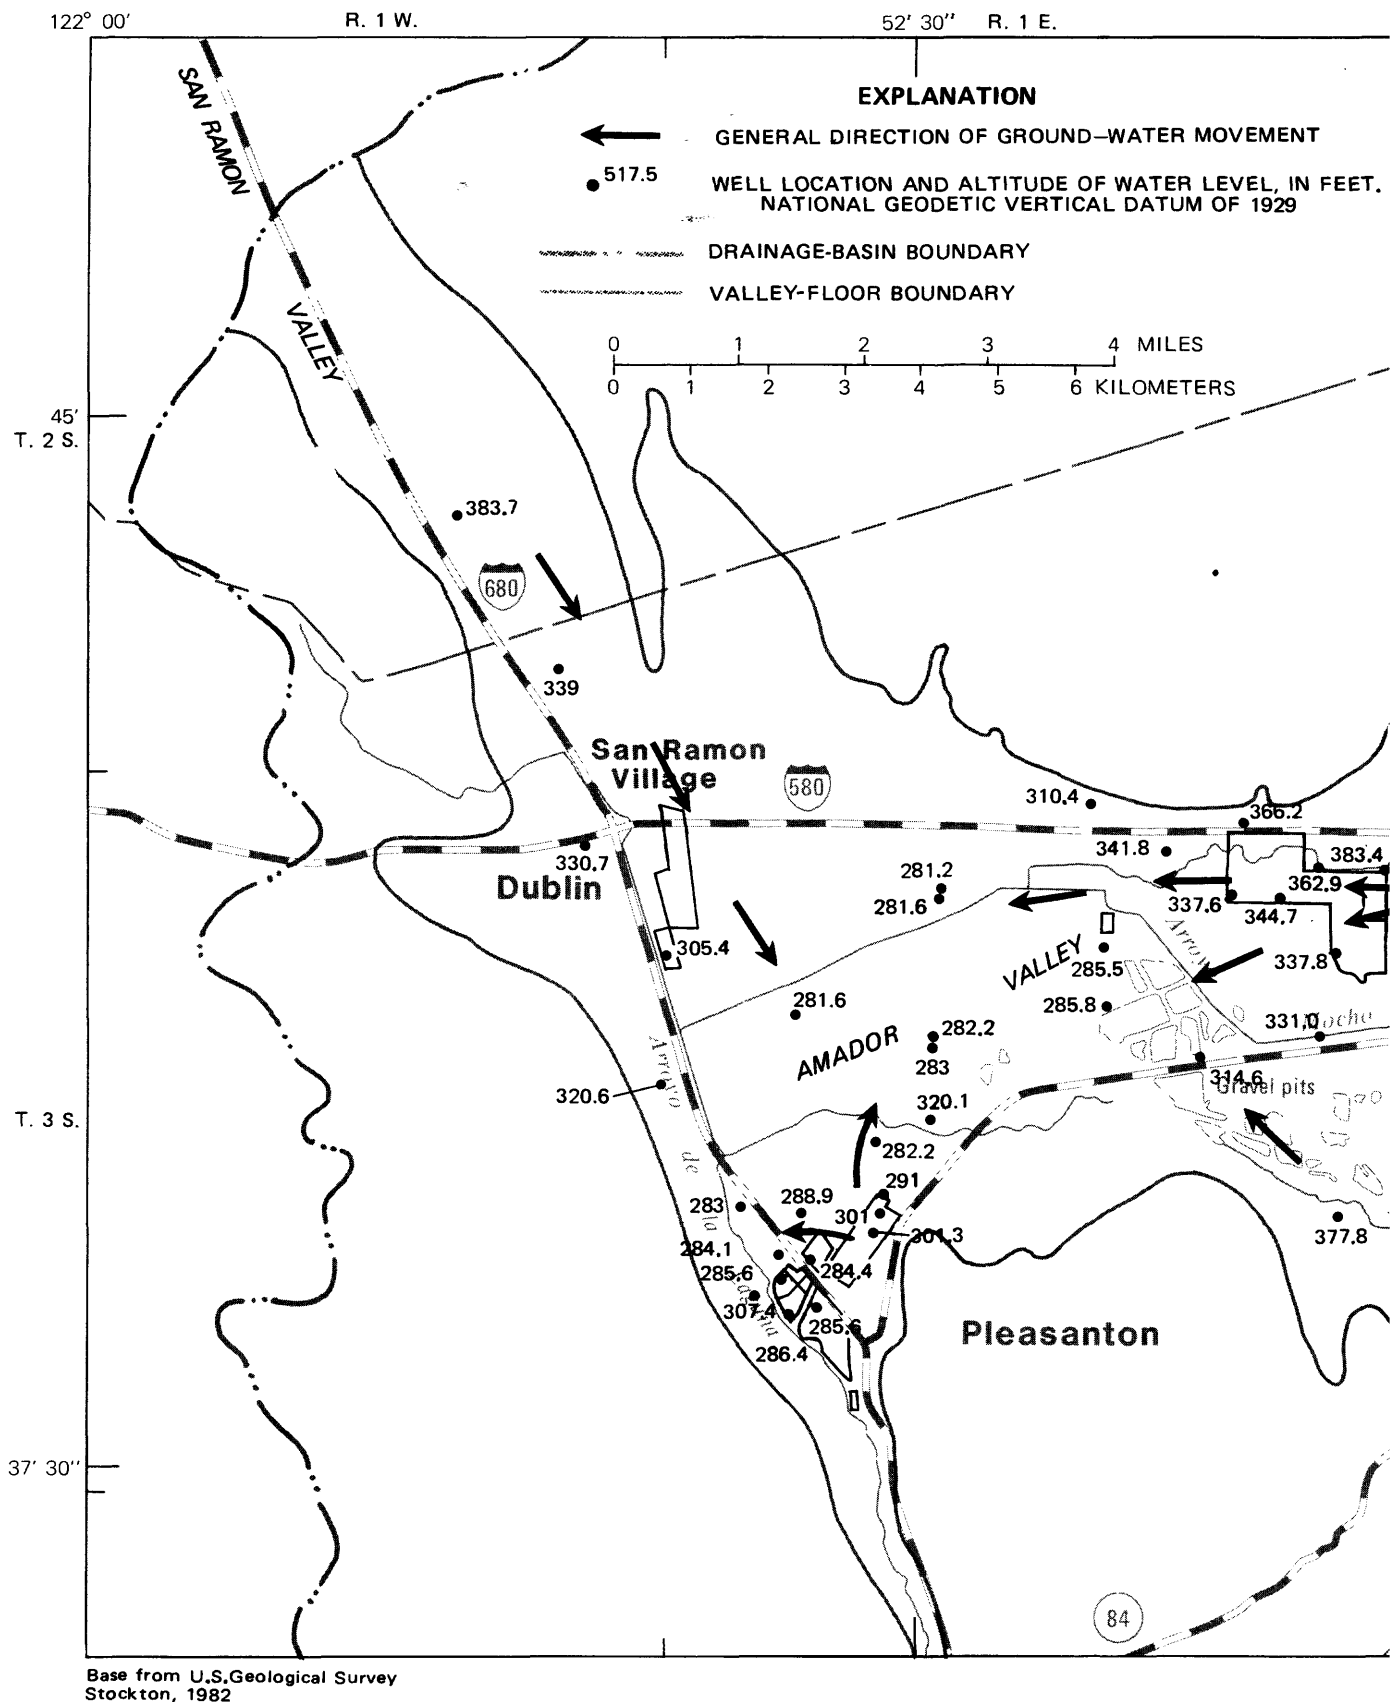 122° 00'
R. 1 W.
52' 30"
R. 1 E.
EXPLANATION
GENERAL DIRECTION OF GROUND—WATER MOVEMENT
517.5
WELL LOCATION AND ALTITUDE OF WATER LEVEL, IN FEET.
NATIONAL GEODETIC VERTICAL DATUM OF 1929
DRAINAGE-BASIN BOUNDARY
VALLEY-FLOOR BOUNDARY
0 1 2 3 4 MILES
0 1 2 3 4 5 6 KILOMETERS
SAN RAMON
VALLEY
45'
T. 2 S.
383.7
680
339
San Ramon
Village
580
310.4
366.2
330.7
341.8
383.4
Dublin
281.2
362.9
281.6
337.6
344.7
305.4
VALLEY
285.5
337.8
281.6
285.8
AMADOR
282.2
331.0
Mocha
283
Arroyo
314.6
Gravel pits
320.6
320.1
T. 3 S.
de
282.2
291
288.9
283
la
301
301.3
377.8
284.1
284.4
285.6
307.4
285.6
286.4
Pleasanton
37' 30"
84
Base from U.S.Geological Survey
Stockton, 1982